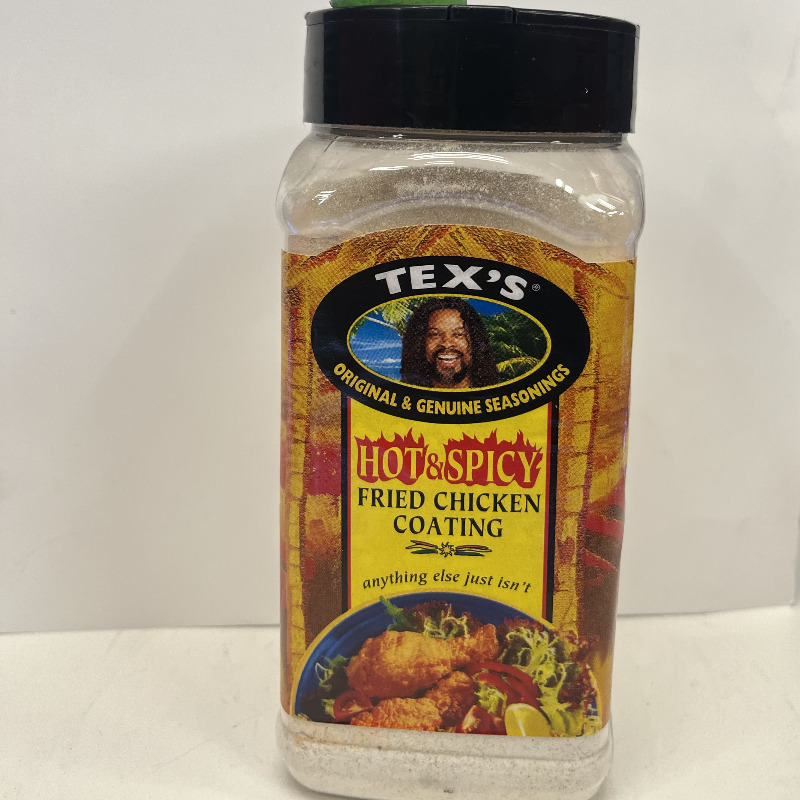 TEX'S®
ORIGINAL & GENUINE SEASONINGS
HOT & SPICY
FRIED CHICKEN
COATING
anything else just isn't